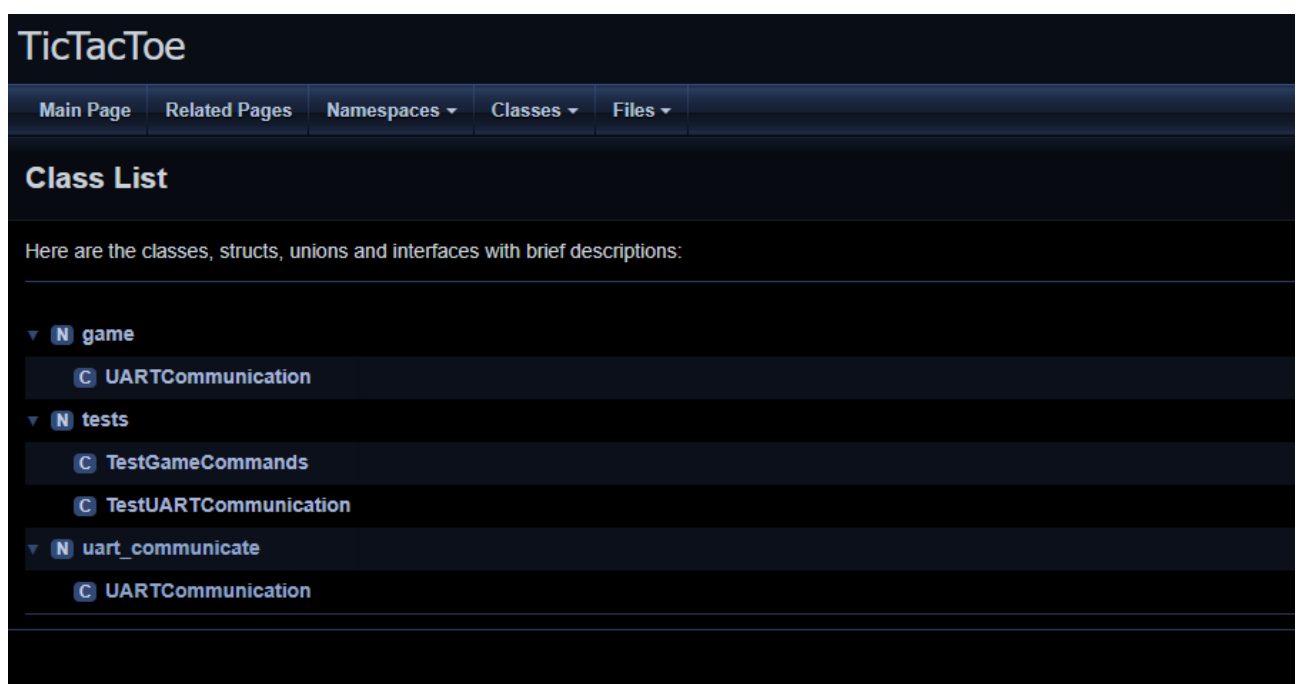 TicTacToe
Main Page Related Pages Namespaces Classes Files
Class List
Here are the classes, structs, unions and interfaces with brief descriptions:
N game
C UARTCommunication
N tests
C TestGameCommands
C TestUARTCommunication
N uart_communicate
C UARTCommunication